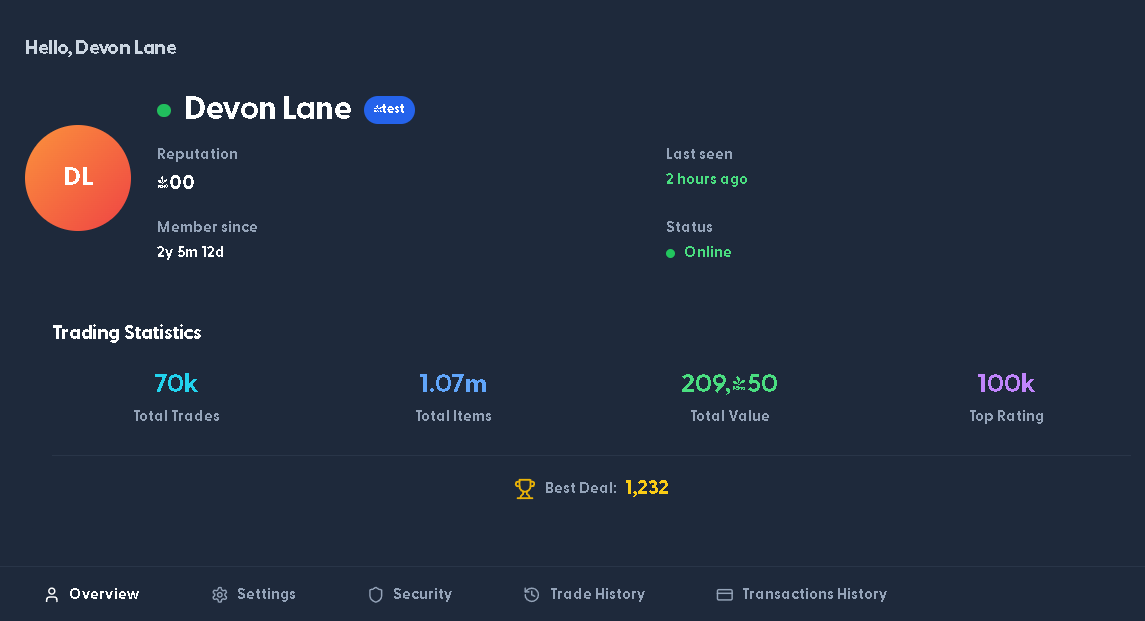 Hello, Devon Lane
Devon Lane
test
Reputation
00
Last seen
2 hours ago
Member since
2y 5m 12d
Status
Online
DL
Trading Statistics
70k
Total Trades
1.07m
Total Items
209, 50
Total Value
100k
Top Rating
Best Deal: 1,232
Overview Settings Security Trade History Transactions History